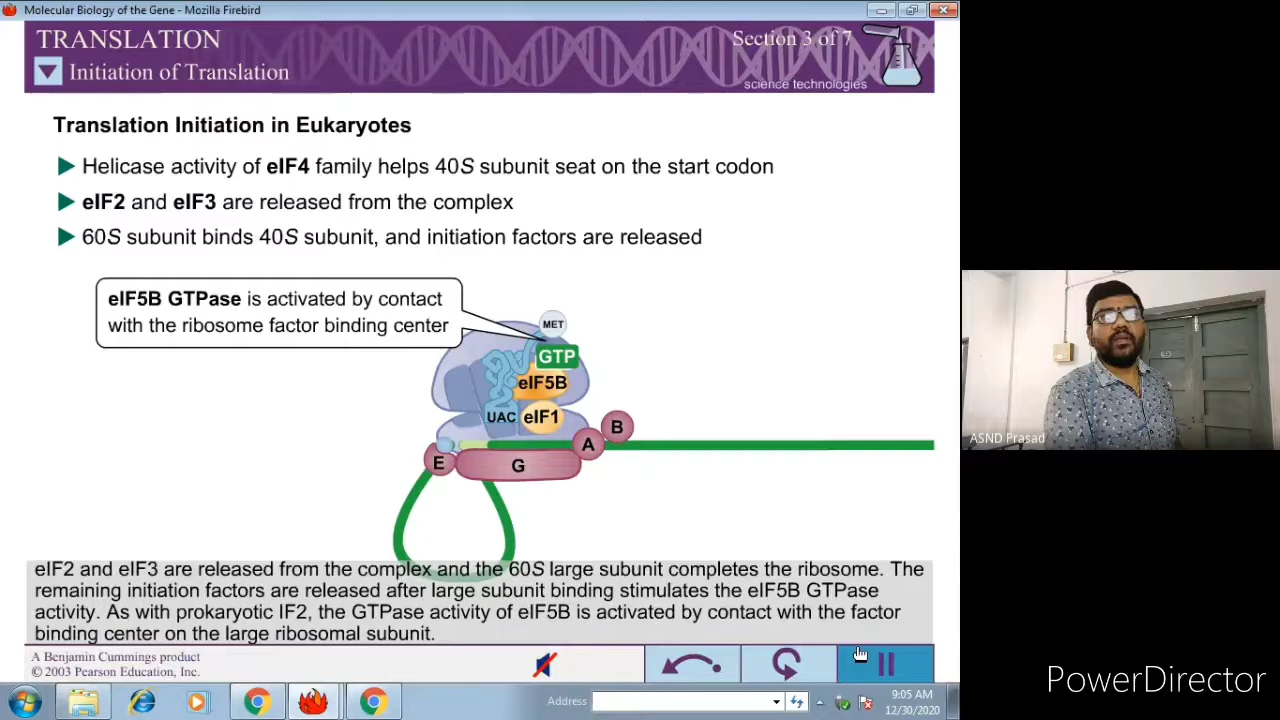 Molecular Biology of the Gene - Mozilla Firebird
TRANSLATION
Section 3 of 7
Initiation of Translation
science technologies
Translation Initiation in Eukaryotes
Helicase activity of eIF4 family helps 40S subunit seat on the start codon
eIF2 and eIF3 are released from the complex
60S subunit binds 40S subunit, and initiation factors are released
eIF5B GTPase is activated by contact
with the ribosome factor binding center
MET
GTP
eIF5B
UAC
eIF1
B
A
E
G
eIF2 and eIF3 are released from the complex and the 60S large subunit completes the ribosome. The
remaining initiation factors are released after large subunit binding stimulates the eIF5B GTPase
activity. As with prokaryotic IF2, the GTPase activity of eIF5B is activated by contact with the factor
binding center on the large ribosomal subunit.
A Benjamin Cummings product
© 2003 Pearson Education, Inc.
Address
9:05 AM
12/30/2020
ASND Prasad
PowerDirector